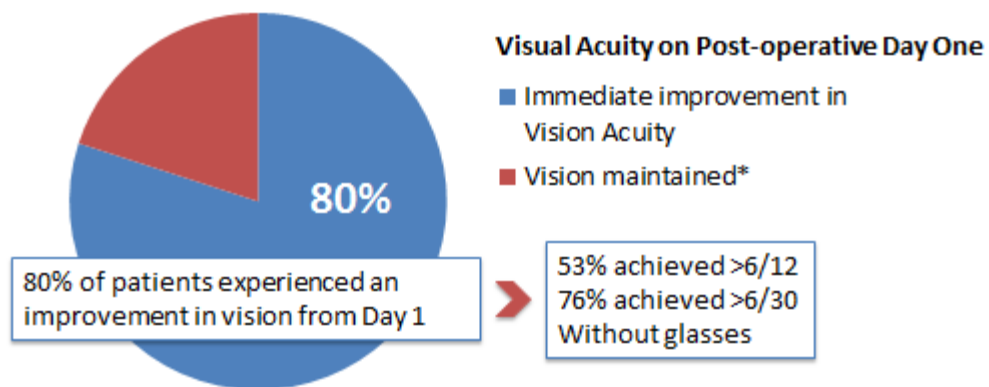 Visual Acuity on Post-operative Day One
Immediate improvement in
Vision Acuity
Vision maintained*
80%
80% of patients experienced an
improvement in vision from Day 1
53% achieved >6/12
76% achieved >6/30
Without glasses